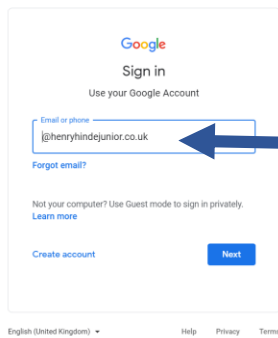 Google
Sign in
Use your Google Account
Email or phone
@henryhindejunior.co.uk
Forgot email?
Not your computer? Use Guest mode to sign in privately.
Learn more
Create account
Next
English (United Kingdom)
Help
Privacy
Terms